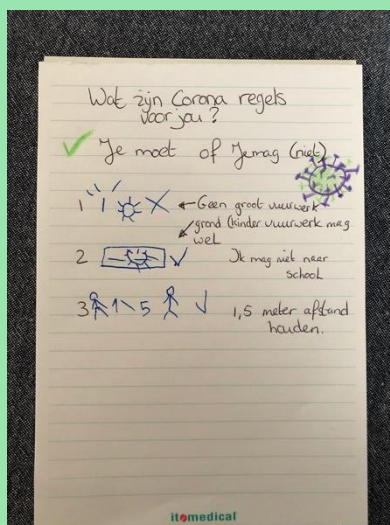 Wat zijn Corona regels
voor jou?
Je moet of Je mag (niet)
1 ← Geen groot vuurwerk
grond (kinder vuurwerk mag
wel
2 Ik mag niet naar
school
3 1 5 1,5 meter afstand
houden.
itomedical